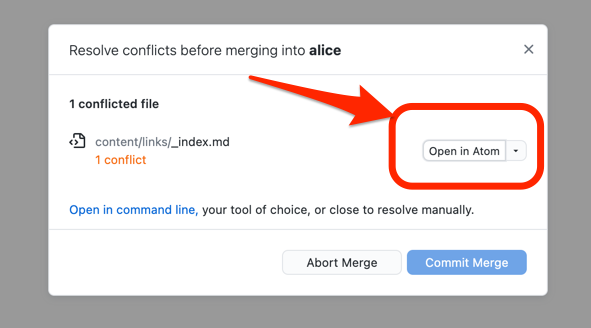 Resolve conflicts before merging into alice
1 conflicted file
content/links/_index.md
1 conflict
Open in Atom
Open in command line, your tool of choice, or close to resolve manually.
Abort Merge
Commit Merge